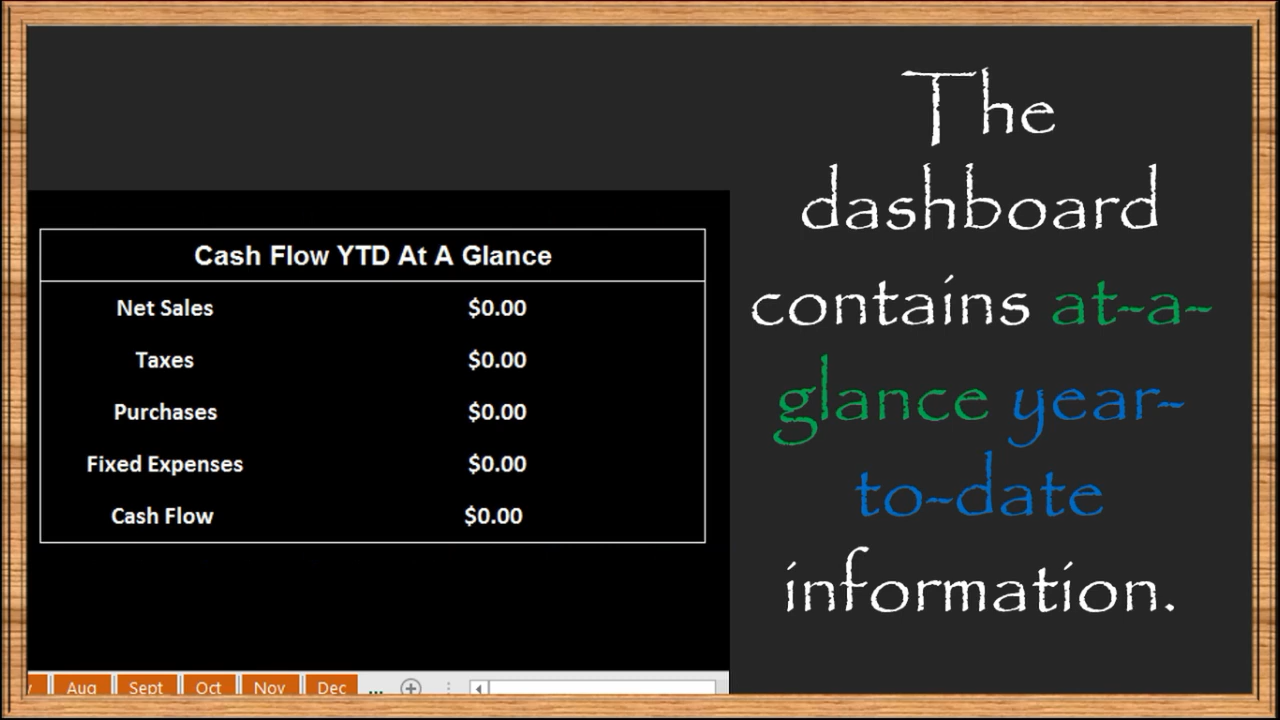 Cash Flow YTD At A Glance
Net Sales $0.00
Taxes $0.00
Purchases $0.00
Fixed Expenses $0.00
Cash Flow $0.00
Aug Sept Oct Nov Dec ...
The
dashboard
contains at-a-
glance year-
to-date
information.